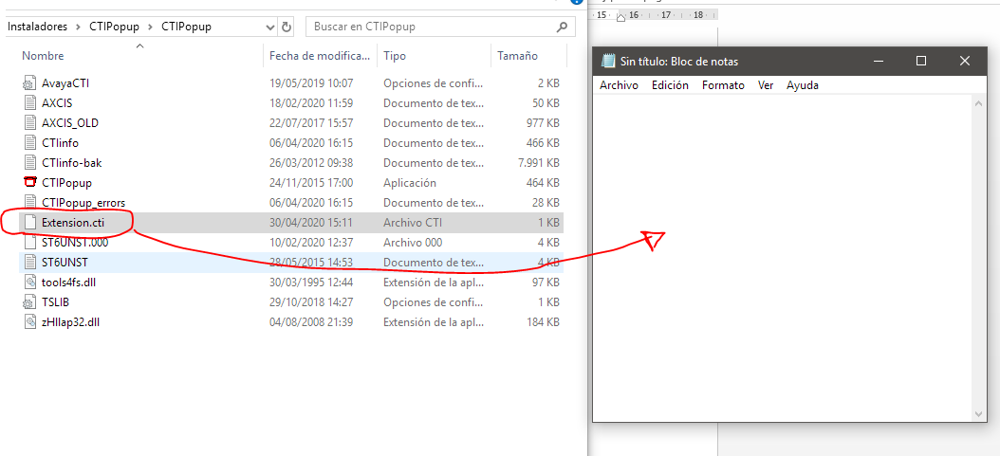 Instaladores > CTIPopup > CTIPopup
Buscar en CTIPopup
Nombre Fecha de modifica... Tipo Tamaño
AvayaCTI 19/05/2019 10:07 Opciones de confi... 2 KB
AXCIS 18/02/2020 11:59 Documento de tex... 50 KB
AXCIS_OLD 22/07/2017 15:57 Documento de tex... 977 KB
CTIinfo 06/04/2020 16:15 Documento de tex... 466 KB
CTIinfo-bak 26/03/2012 09:38 Documento de tex... 7.991 KB
CTIPopup 24/11/2015 17:00 Aplicación 464 KB
CTIPopup_errors 06/04/2020 16:15 Documento de tex... 28 KB
Extension.cti 30/04/2020 15:11 Archivo CTI 1 KB
ST6UNST.000 10/02/2020 12:37 Archivo 000 4 KB
ST6UNST 28/05/2015 14:53 Documento de tex... 4 KB
tools4fs.dll 30/03/1995 12:44 Extensión de la apl... 97 KB
TSLIB 29/10/2018 14:27 Opciones de confi... 1 KB
zHllap32.dll 04/08/2008 21:39 Extensión de la apl... 184 KB
15 16 17 18
Sin título: Bloc de notas
Archivo Edición Formato Ver Ayuda